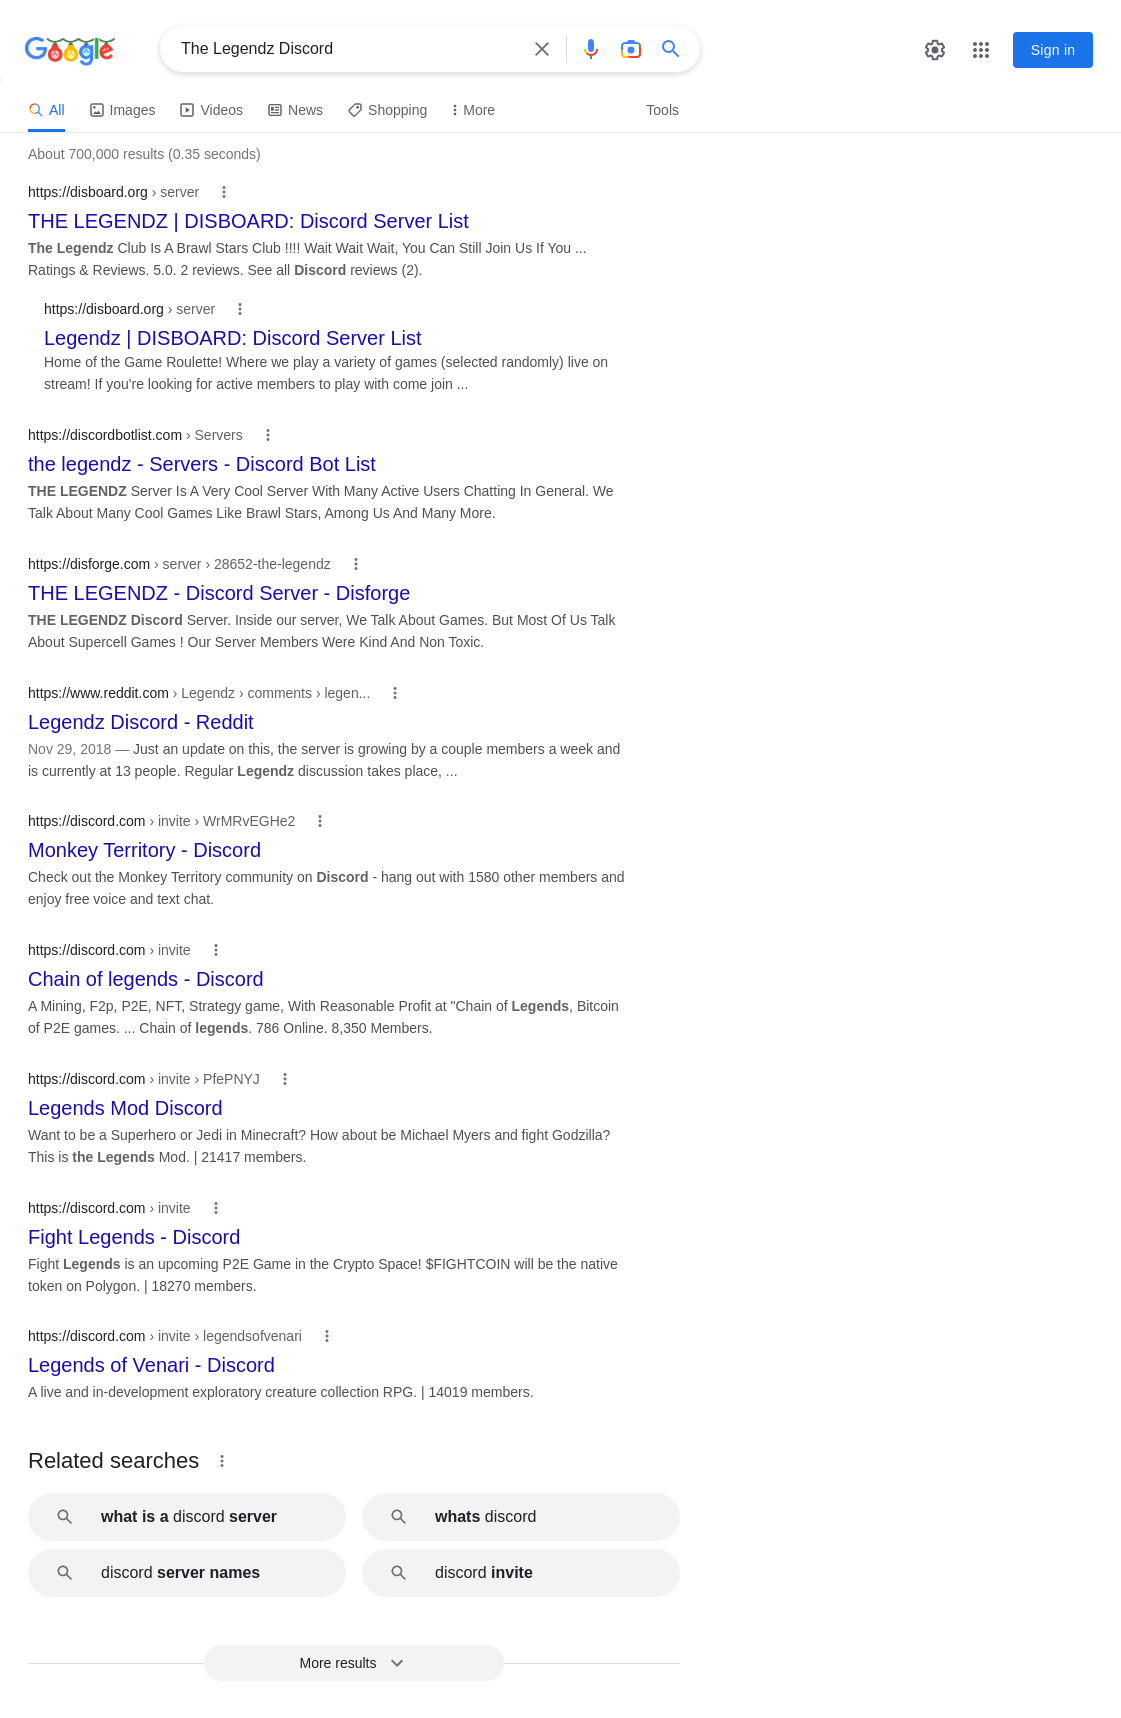 Google
The Legendz Discord
Sign in
All
Images
Videos
News
Shopping
More
Tools
About 700,000 results (0.35 seconds)
https://disboard.org › server
THE LEGENDZ | DISBOARD: Discord Server List
The Legendz Club Is A Brawl Stars Club !!!! Wait Wait Wait, You Can Still Join Us If You ...
Ratings & Reviews. 5.0. 2 reviews. See all Discord reviews (2).
https://disboard.org › server
Legendz | DISBOARD: Discord Server List
Home of the Game Roulette! Where we play a variety of games (selected randomly) live on
stream! If you're looking for active members to play with come join ...
https://discordbotlist.com › Servers
the legendz - Servers - Discord Bot List
THE LEGENDZ Server Is A Very Cool Server With Many Active Users Chatting In General. We
Talk About Many Cool Games Like Brawl Stars, Among Us And Many More.
https://disforge.com › server › 28652-the-legendz
THE LEGENDZ - Discord Server - Disforge
THE LEGENDZ Discord Server. Inside our server, We Talk About Games. But Most Of Us Talk
About Supercell Games ! Our Server Members Were Kind And Non Toxic.
https://www.reddit.com › Legendz › comments › legen...
Legendz Discord - Reddit
Nov 29, 2018 — Just an update on this, the server is growing by a couple members a week and
is currently at 13 people. Regular Legendz discussion takes place, ...
https://discord.com › invite › WrMRvEGHe2
Monkey Territory - Discord
Check out the Monkey Territory community on Discord - hang out with 1580 other members and
enjoy free voice and text chat.
https://discord.com › invite
Chain of legends - Discord
A Mining, F2p, P2E, NFT, Strategy game, With Reasonable Profit at "Chain of Legends, Bitcoin
of P2E games. ... Chain of legends. 786 Online. 8,350 Members.
https://discord.com › invite › PfePNYJ
Legends Mod Discord
Want to be a Superhero or Jedi in Minecraft? How about be Michael Myers and fight Godzilla?
This is the Legends Mod. | 21417 members.
https://discord.com › invite
Fight Legends - Discord
Fight Legends is an upcoming P2E Game in the Crypto Space! $FIGHTCOIN will be the native
token on Polygon. | 18270 members.
https://discord.com › invite › legendsofvenari
Legends of Venari - Discord
A live and in-development exploratory creature collection RPG. | 14019 members.
Related searches
what is a discord server
whats discord
discord server names
discord invite
More results